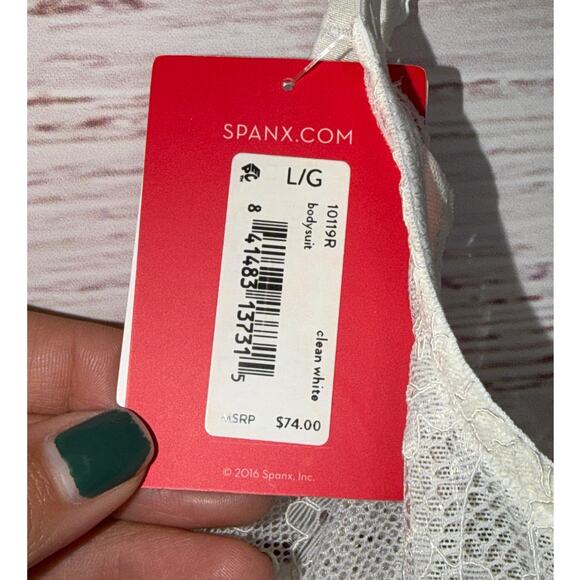 SPANX.COM
L/G
10119R
bodysuit
clean white
8 41483 13731 5
MSRP $74.00
© 2016 Spanx, Inc.